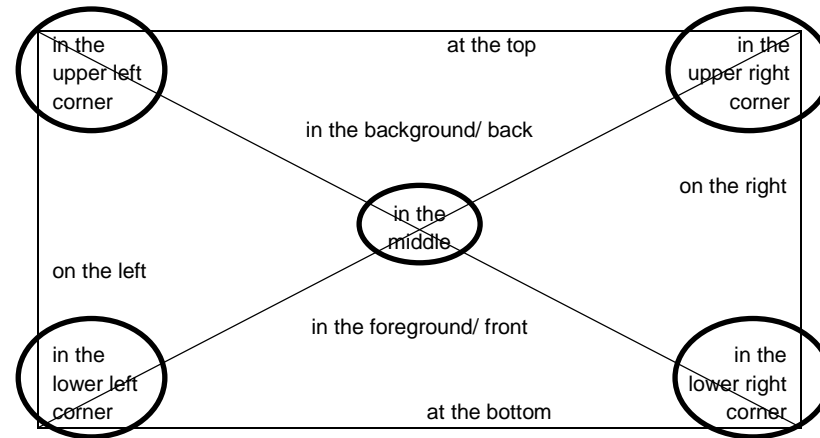 in the
upper left
corner
at the top
in the
upper right
corner
in the background/ back
on the right
in the
middle
on the left
in the foreground/ front
in the
lower left
corner
at the bottom
in the
lower right
corner